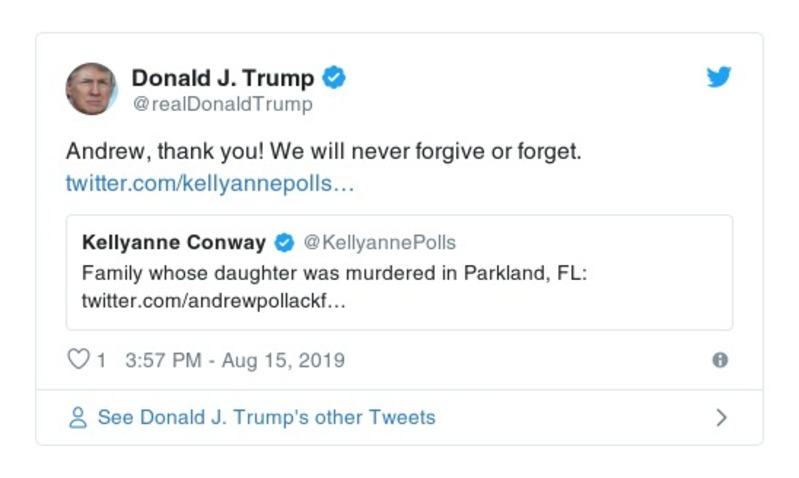 Donald J. Trump
@realDonaldTrump
Andrew, thank you! We will never forgive or forget.
twitter.com/kellyannepolls…
Kellyanne Conway @KellyannePolls
Family whose daughter was murdered in Parkland, FL:
twitter.com/andrewpollackf…
1 3:57 PM - Aug 15, 2019
See Donald J. Trump's other Tweets